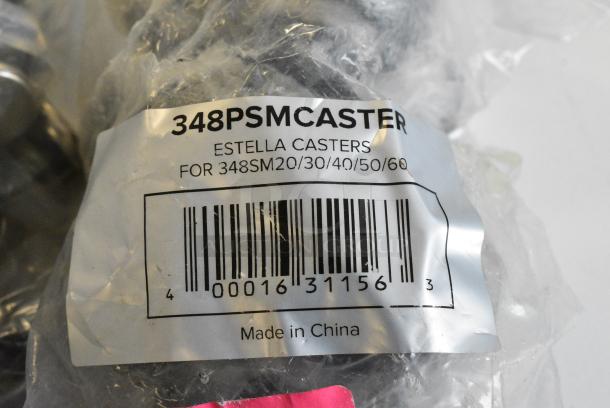 348PSMCASTER
ESTELLA CASTERS
FOR 348SM20/30/40/50/60
4 00016 31156 3
Made in China